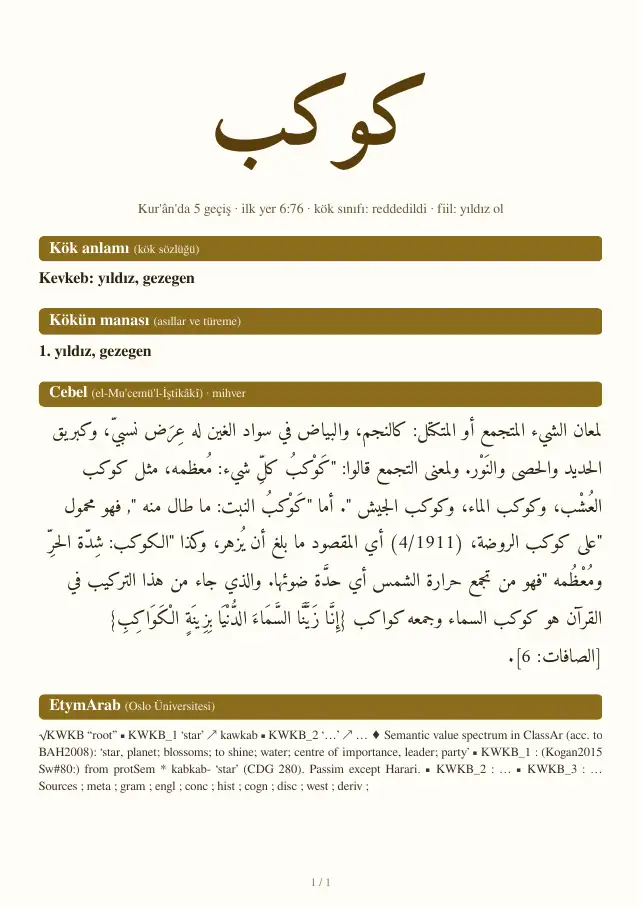 كوكب
Kur'ân'da 5 geçiş · ilk yer 6:76 · kök sınıfı: reddedildi · fiil: yıldız ol
Kök anlamı (kök sözlüğü)
Kevkeb: yıldız, gezegen
Kökün manası (asıllar ve türeme)
1. yıldız, gezegen
Cebel (el-Mu'cemü'l-İştikâkî) · mihver
لمعان الشيء المتجمع أو المتكتل: كالنجم، والبياض في سواد الغين له عِرَض نسبيّ، وكبريق
الحديد والحصى والنَوْر. ولمعنى التجمع قالوا: "كَوْكبُ كلِّ شيء: مُعظمه، مثل كوكب
العُشْب، وكوكب الماء، وكوكب الجيش ". أما "كَوْكبُ النبت: ما طال منه ", فهو محمول
"على كوكب الروضة، (4/1911) أي المقصود ما بلغ أن يُزهر، وكذا "الكوكب: شِدّة الحرِّ
ومُعْظُمه "فهو من تجمع حرارة الشمس أي حدَّة ضوئها. والذي جاء من هذا التركيب في
القرآن هو كوكب السماء وجمعه كواكب {إِنَّا زَيَّنَّا السَّمَاءَ الدُّنْيَا بِزِينَةٍ الْكَوَاكِبِ}
[الصافات: 6].
EtymArab (Oslo Üniversitesi)
√KWKB “root” ▪ KWKB_1 ‘star’ ↗ kawkab ▪ KWKB_2 ‘…’ ↗ … ♦ Semantic value spectrum in ClassAr (acc. to
BAH2008): ‘star, planet; blossoms; to shine; water; centre of importance, leader; party’ ▪ KWKB_1 : (Kogan2015
Sw#80:) from protSem * kabkab- ‘star’ (CDG 280). Passim except Harari. ▪ KWKB_2 : … ▪ KWKB_3 : …
Sources ; meta ; gram ; engl ; conc ; hist ; cogn ; disc ; west ; deriv ;
1 / 1